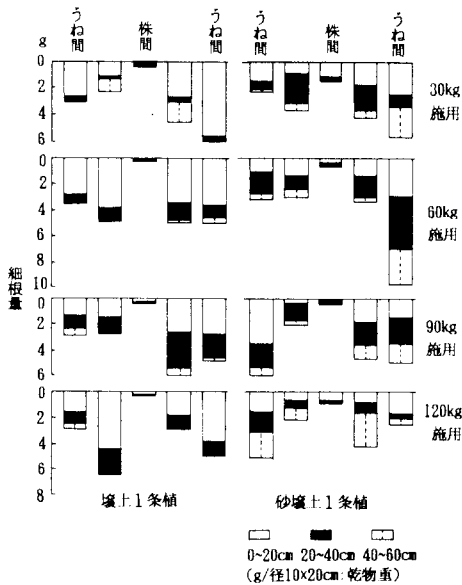 うね間 株間 うね間 うね間 株間 うね間
g
0
2
4
6
30kg
施用
0
2
4
6
8
10
60kg
施用
細根量
0
2
4
6
90kg
施用
0
2
4
6
8
120kg
施用
壌土1条植 砂壌土1条植
0~20cm 20~40cm 40~60cm
(g/径10×20cm:乾物重)